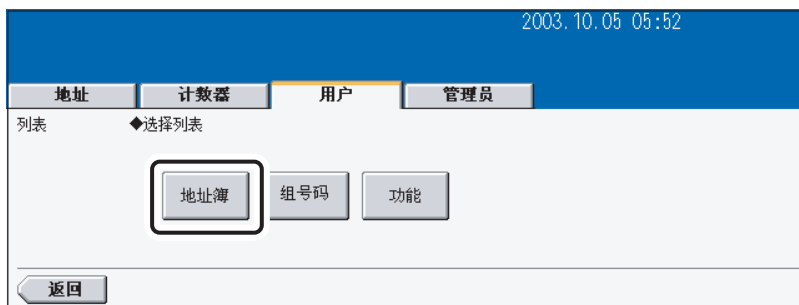 2003.10.05 05:52
地址 计数器 用户 管理员
列表 ◆选择列表
地址簿 组号码 功能
返回